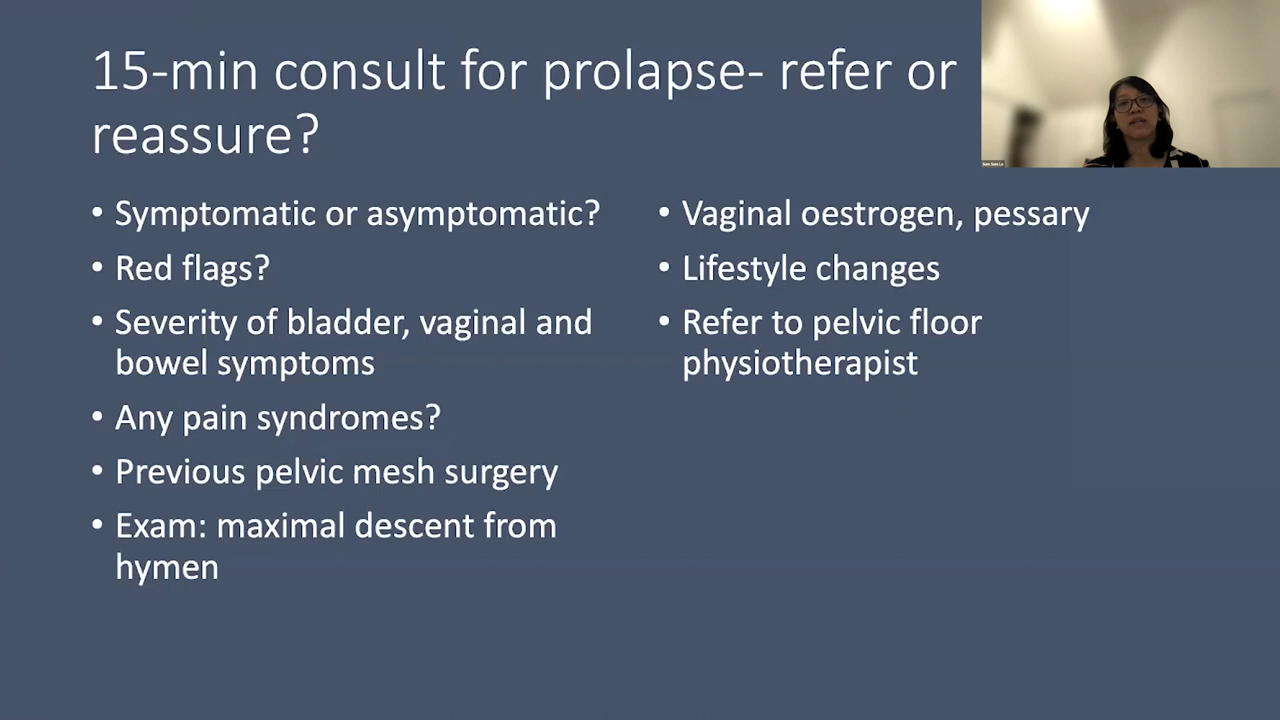 15-min consult for prolapse- refer or
reassure?
• Symptomatic or asymptomatic?
• Red flags?
• Severity of bladder, vaginal and
bowel symptoms
• Any pain syndromes?
• Previous pelvic mesh surgery
• Exam: maximal descent from
hymen
• Vaginal oestrogen, pessary
• Lifestyle changes
• Refer to pelvic floor
physiotherapist